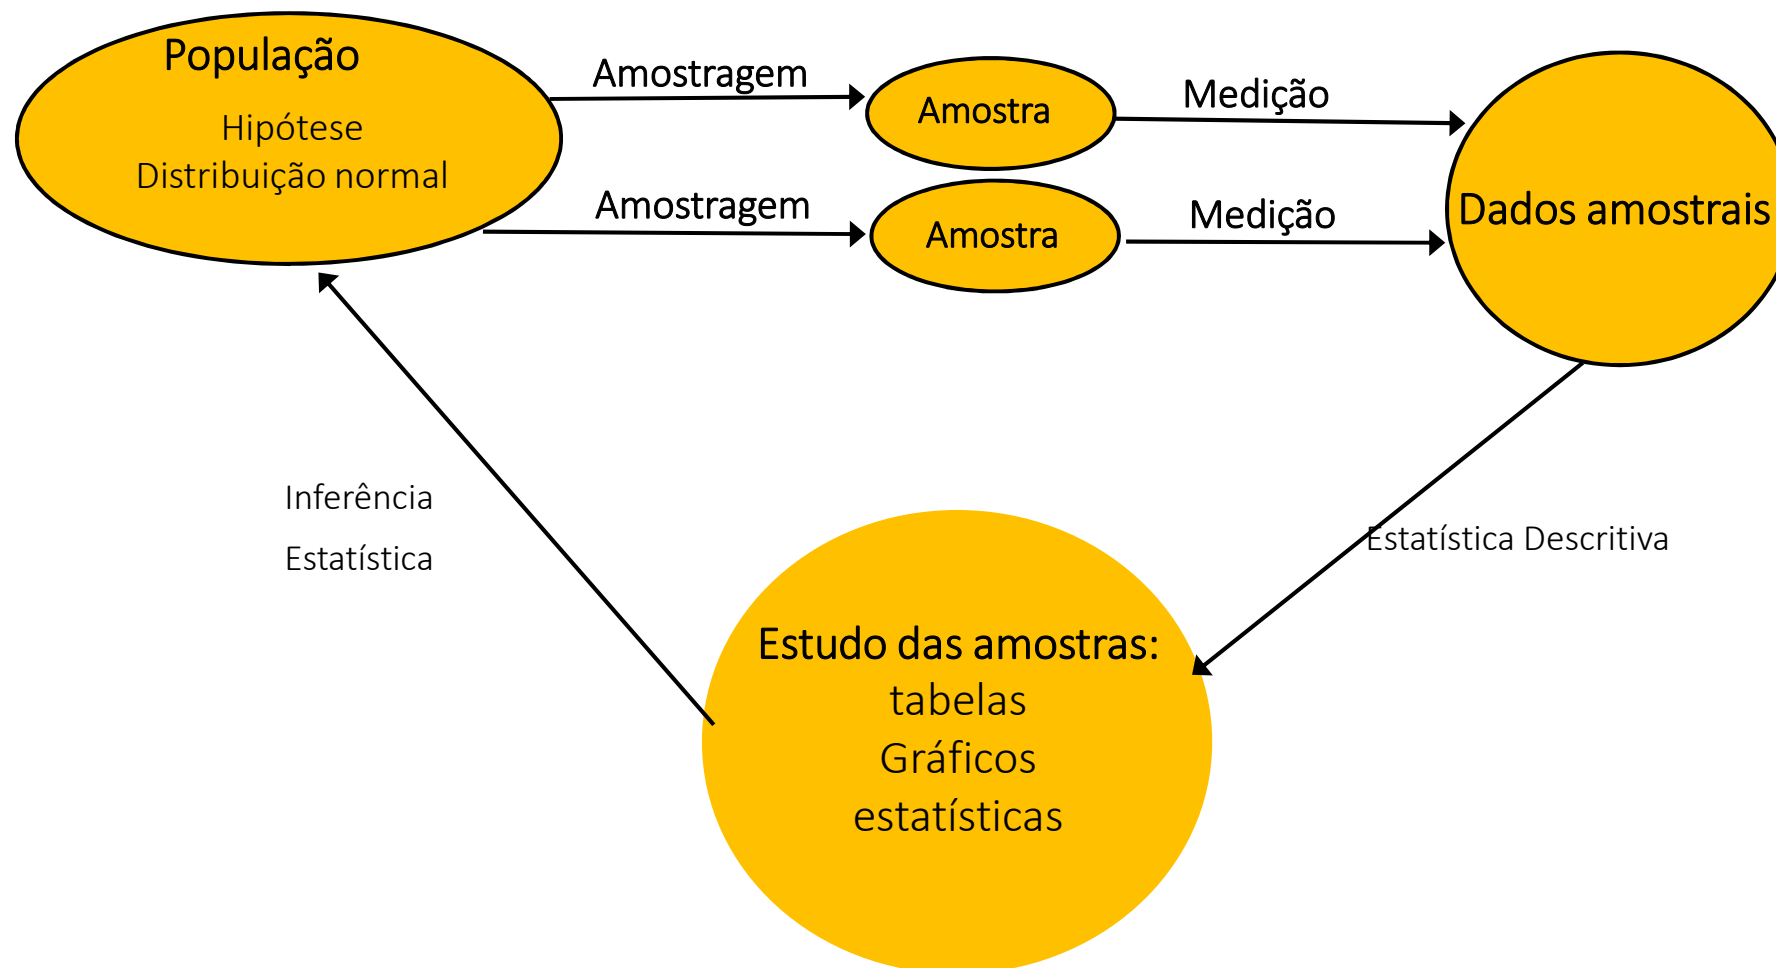 População
Hipótese
Distribuição normal
Amostragem
Amostra
Medição
Amostragem
Amostra
Medição
Dados amostrais
Inferência
Estatística
Estatística Descritiva
Estudo das amostras:
tabelas
Gráficos
estatísticas